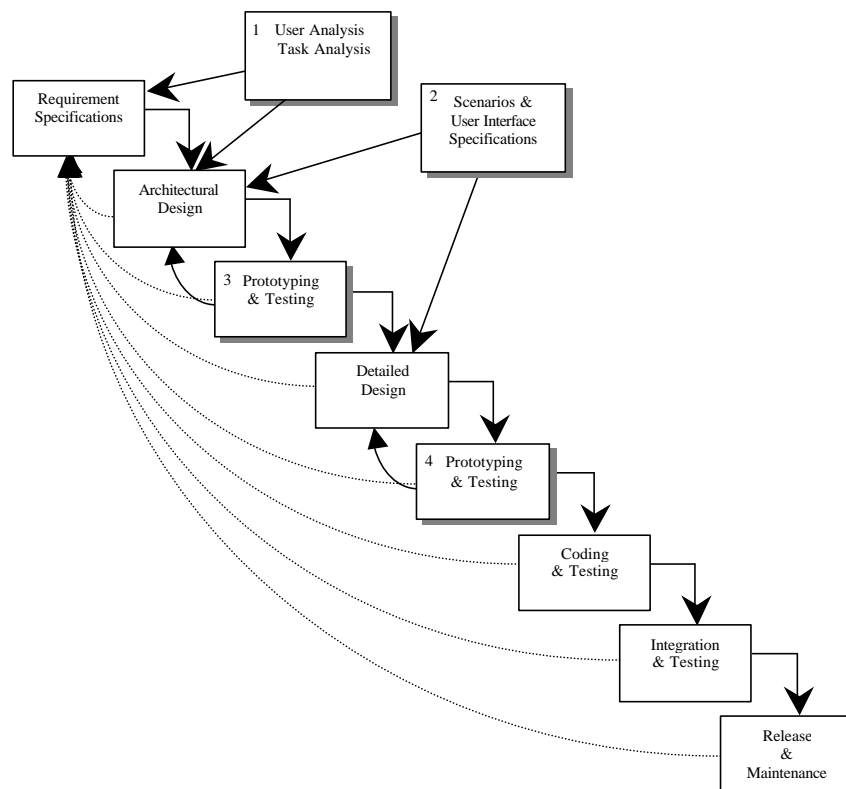 1 User Analysis
Task Analysis
Requirement
Specifications
2 Scenarios &
User Interface
Specifications
Architectural
Design
3 Prototyping
& Testing
Detailed
Design
4 Prototyping
& Testing
Coding
& Testing
Integration
& Testing
Release
&
Maintenance